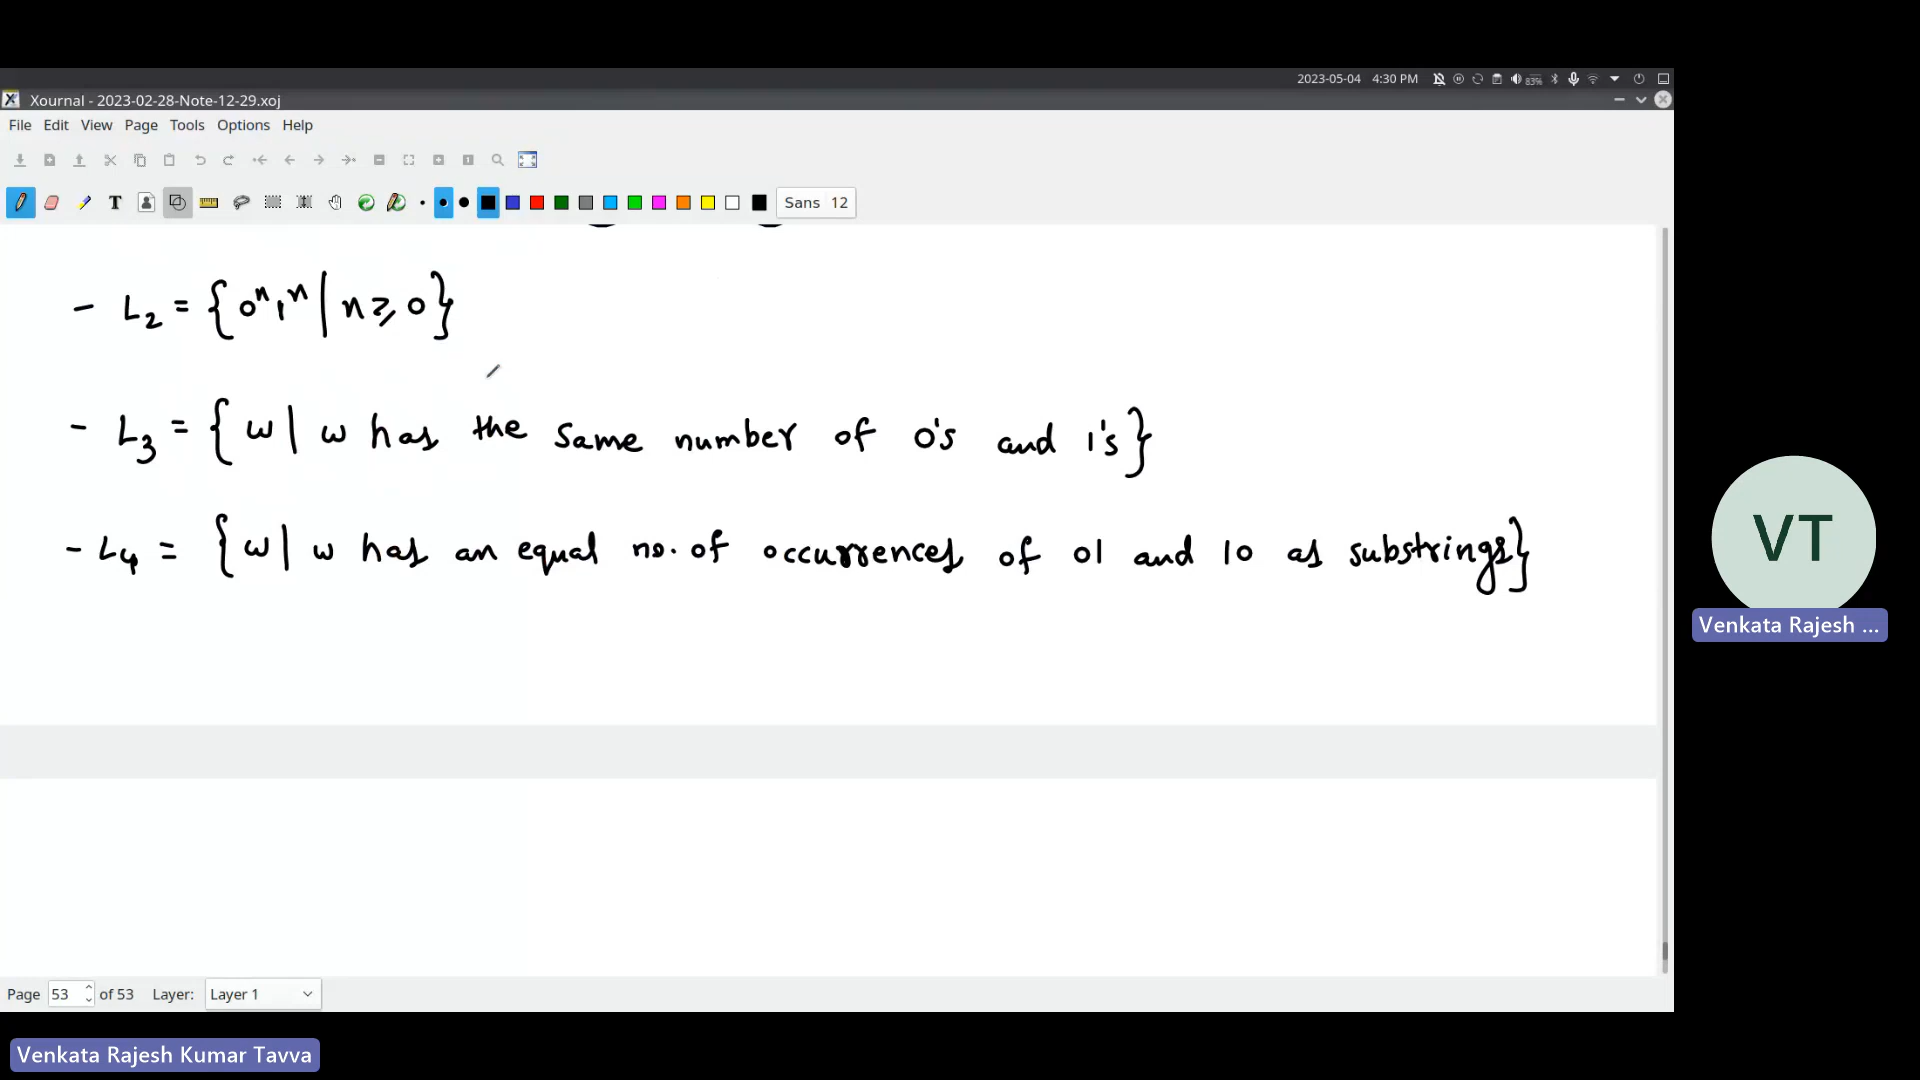 2023-05-04 4:30 PM 83%
Xournal - 2023-02-28-Note-12-29.xoj
File Edit View Page Tools Options Help
T Sans 12
- L₂ = {0ⁿ1ⁿ | n ≥ 0}
- L₃ = {w | w has the same number of 0's and 1's}
- L₄ = {w | w has an equal no. of occurrences of 01 and 10 as substrings}
VT
Venkata Rajesh ...
Page 53 of 53 Layer: Layer 1
Venkata Rajesh Kumar Tavva